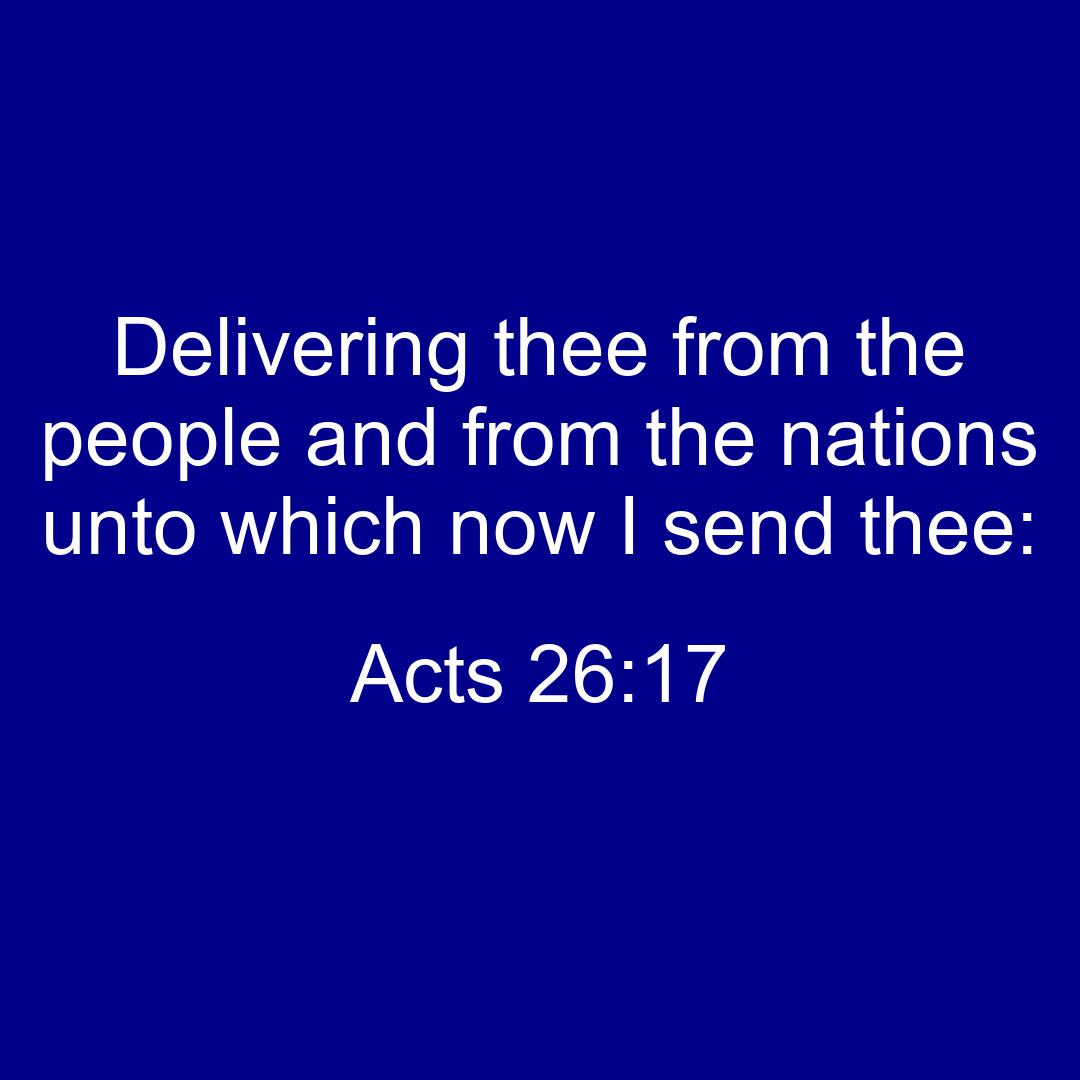 Delivering thee from the
people and from the nations
unto which now I send thee:
Acts 26:17